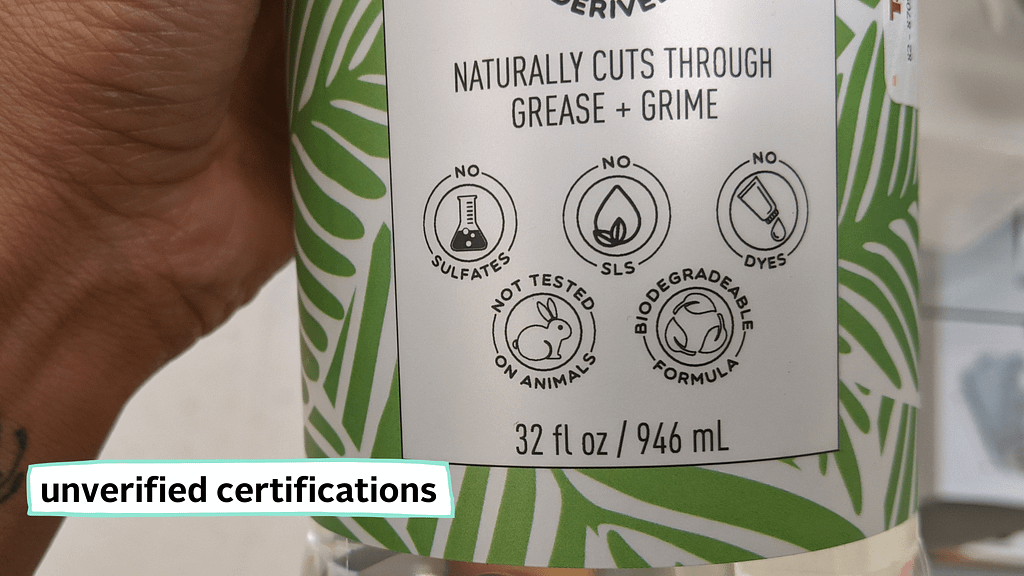 DERIVED
NATURALLY CUTS THROUGH
GREASE + GRIME
NO
SULFATES
NO
SLS
NO
DYES
NOT TESTED
ON ANIMALS
BIODEGRADEABLE
FORMULA
32 fl oz / 946 mL
unverified certifications